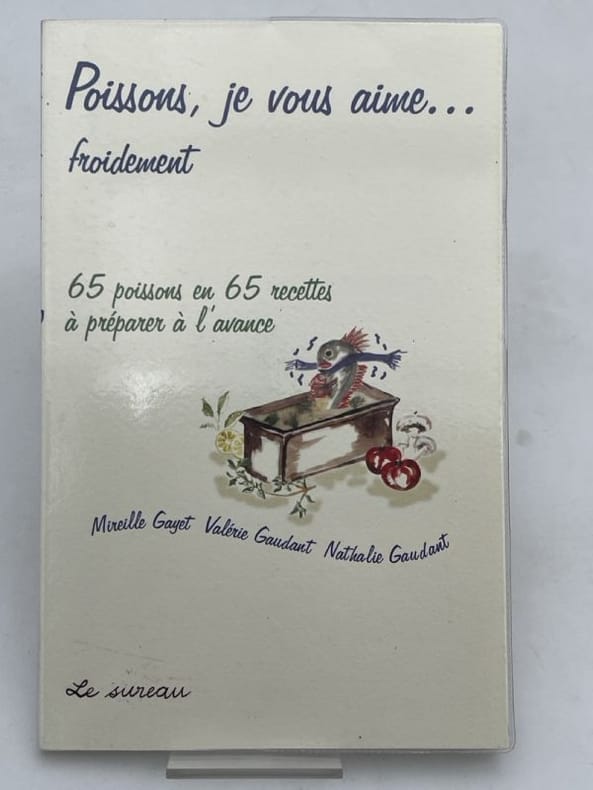 Poissons, je vous aime...
froidement
65 poissons en 65 recettes
à préparer à l'avance
Mireille Gayet Valérie Gaudant Nathalie Gaudant
Le sureau